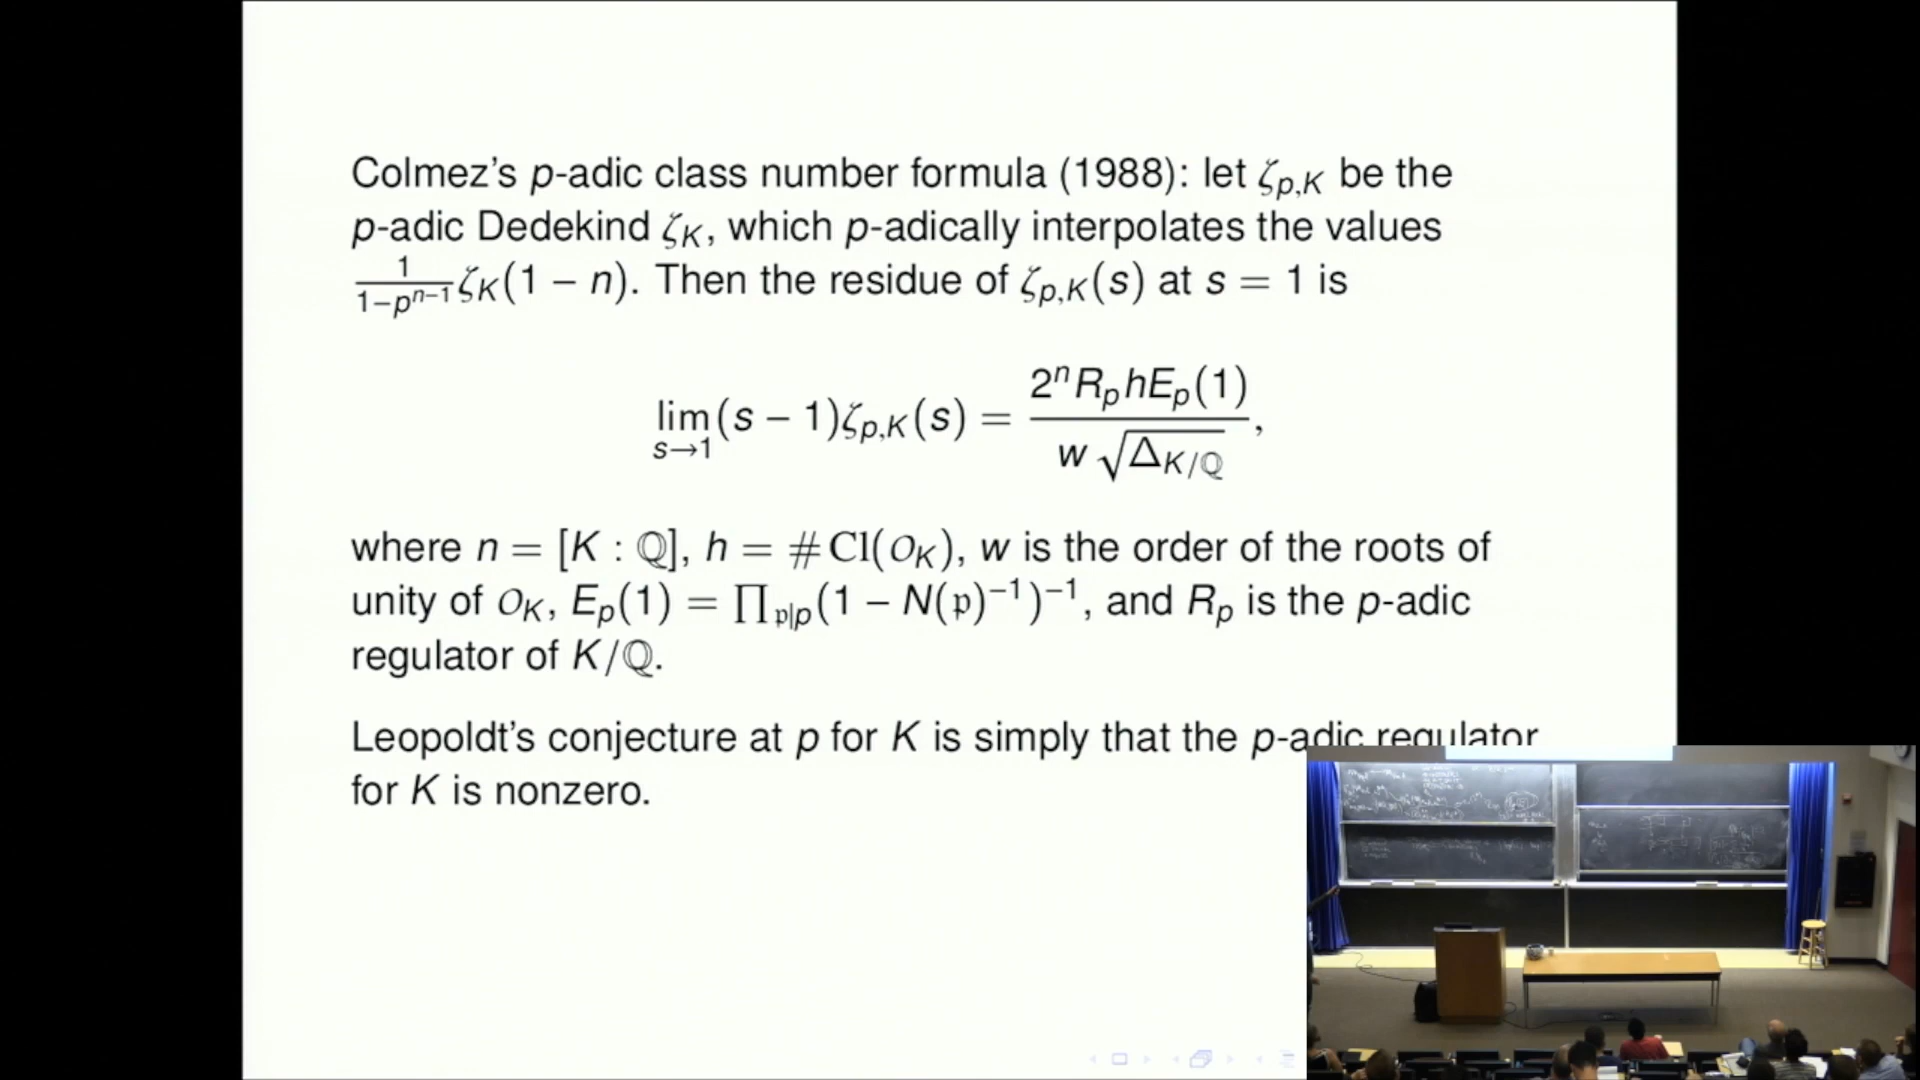 Colmez's p-adic class number formula (1988): let ζ_{p,K} be the
p-adic Dedekind ζ_K, which p-adically interpolates the values
\frac{1}{1-p^{n-1}} ζ_K(1 − n). Then the residue of ζ_{p,K}(s) at s = 1 is
\lim_{s→1} (s − 1)ζ_{p,K}(s) = \frac{2^n R_p h E_p(1)}{w \sqrt{Δ_{K/ℚ}}},
where n = [K : ℚ], h = #Cl(O_K), w is the order of the roots of
unity of O_K, E_p(1) = ∏_{𝔭|p}(1 − N(𝔭)^{−1})^{−1}, and R_p is the p-adic
regulator of K/ℚ.
Leopoldt's conjecture at p for K is simply that the p-adic regulator
for K is nonzero.